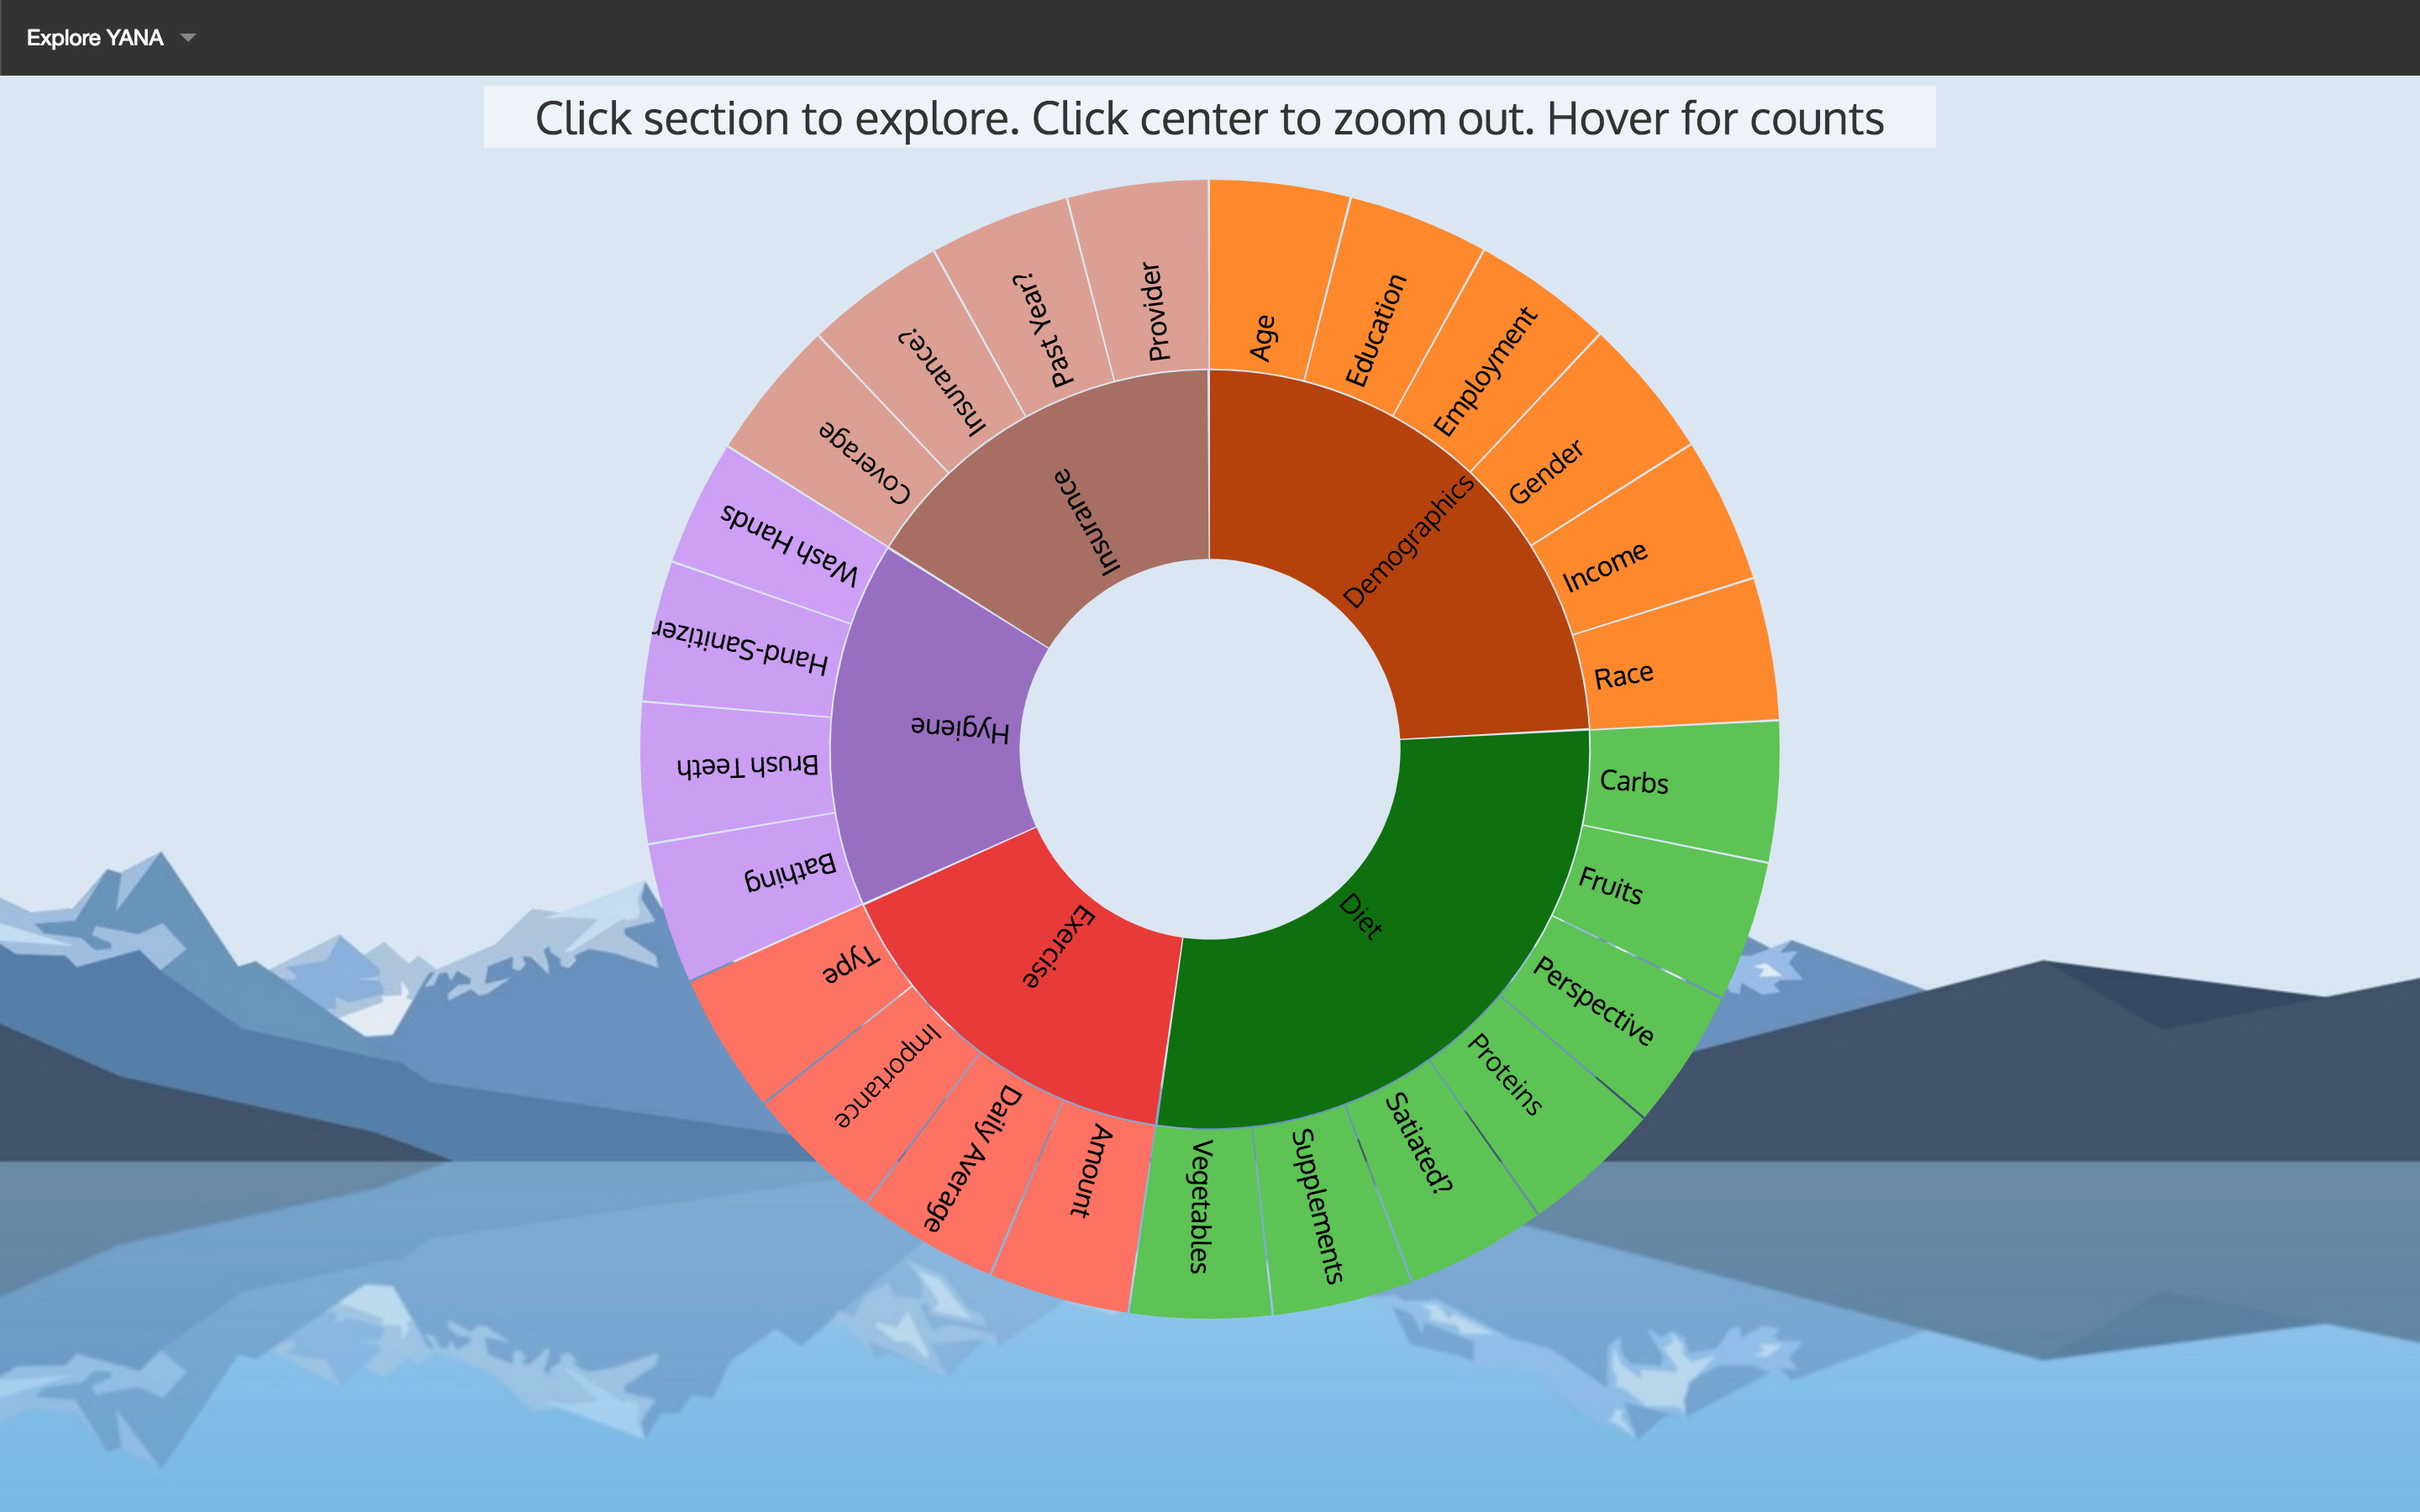 Explore YANA
Click section to explore. Click center to zoom out. Hover for counts
Demographics
Age
Education
Employment
Gender
Income
Race
Diet
Carbs
Fruits
Perspective
Proteins
Satiated?
Supplements
Vegetables
Exercise
Amount
Daily Average
Importance
Type
Hygiene
Bathing
Brush Teeth
Hand-Sanitizer
Wash Hands
Insurance
Coverage
Insurance?
Past Year?
Provider